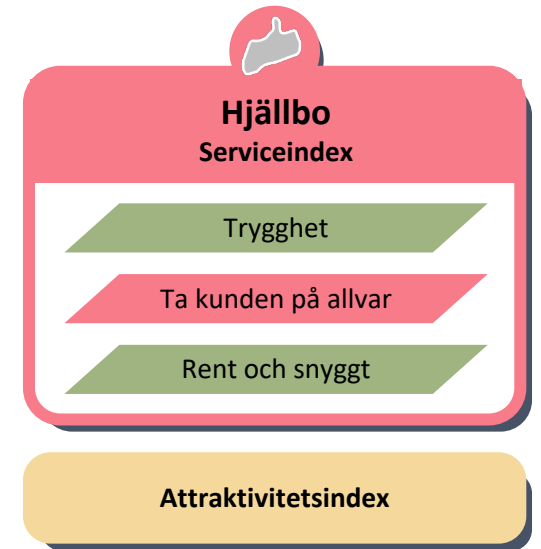 Hjällbo
Serviceindex
Trygghet
Ta kunden på allvar
Rent och snyggt
Attraktivitetsindex